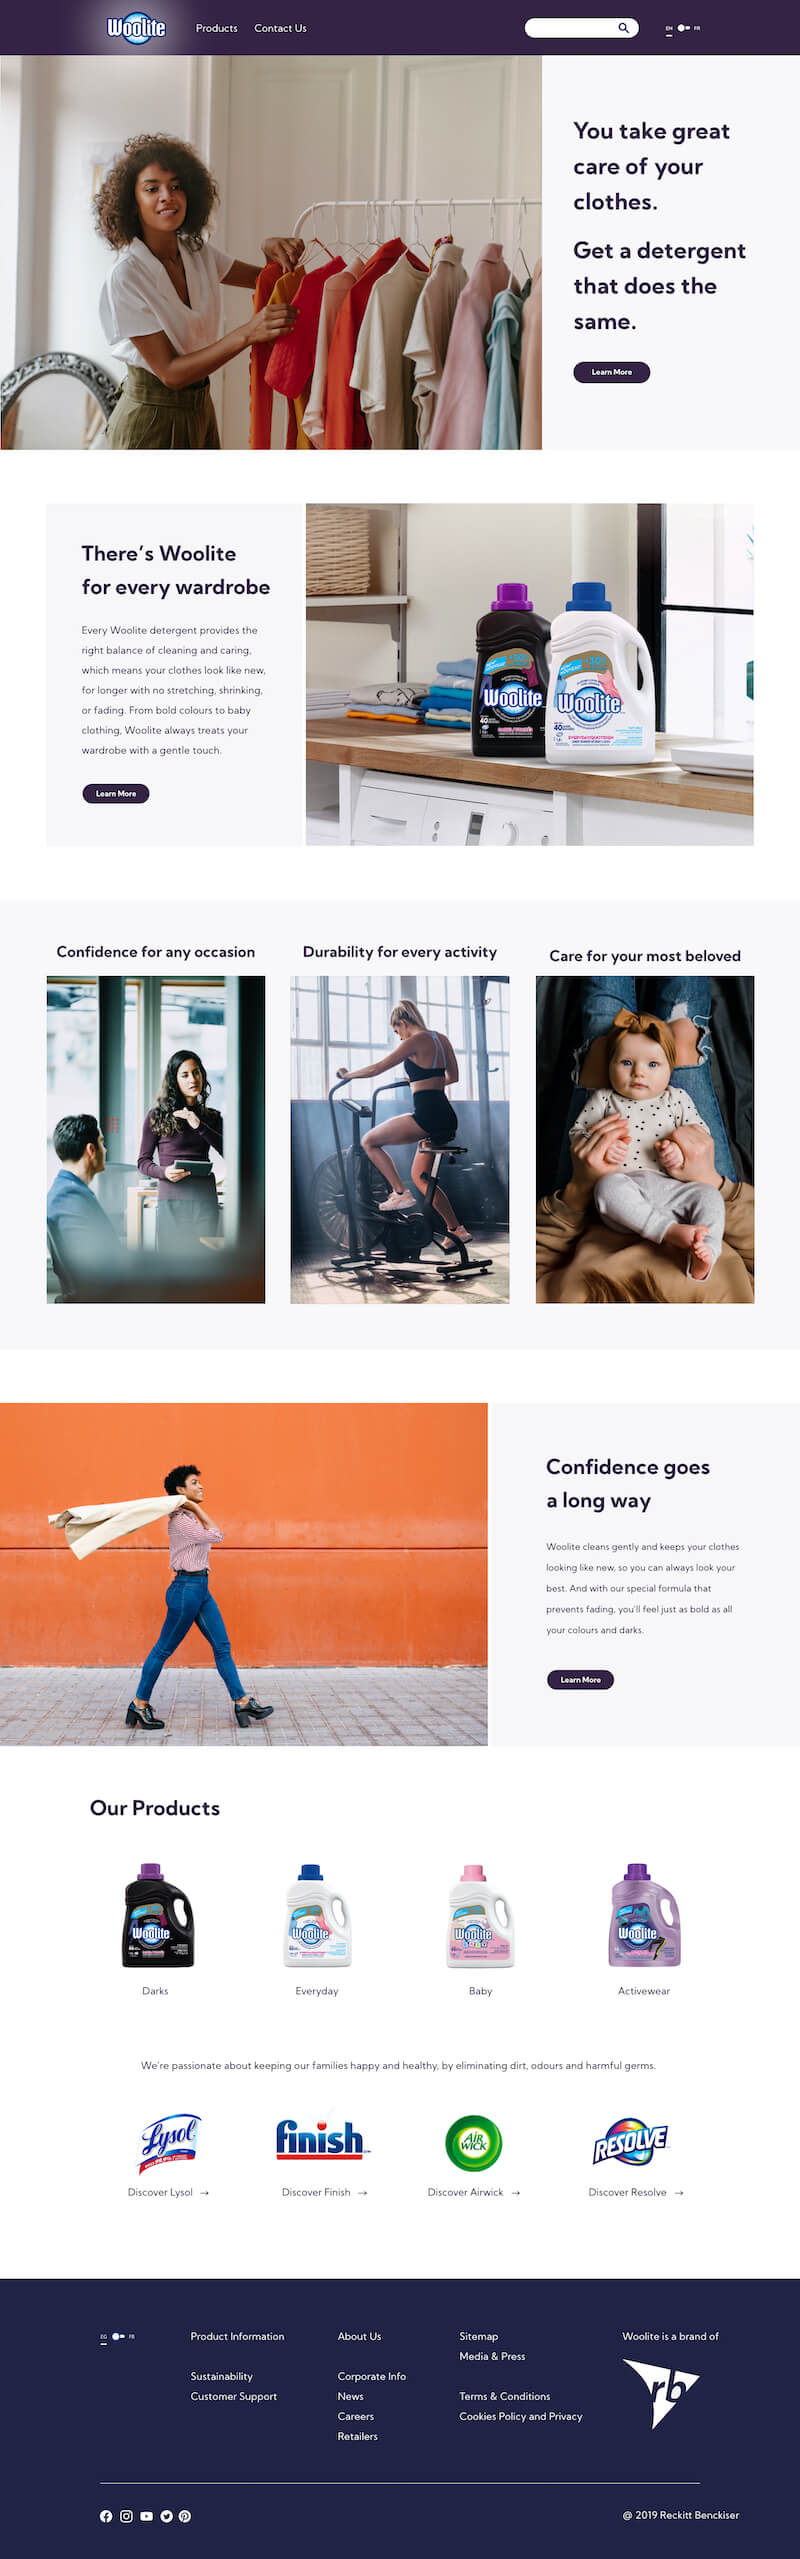 Woolite
Products
Contact Us
EN
FR
You take great
care of your
clothes.
Get a detergent
that does the
same.
Learn More
There's Woolite
for every wardrobe
Every Woolite detergent provides the
right balance of cleaning and caring,
which means your clothes look like new,
for longer with no stretching, shrinking,
or fading. From bold colours to baby
clothing, Woolite always treats your
wardrobe with a gentle touch.
Learn More
Woolite
Woolite
Confidence for any occasion
Durability for every activity
Care for your most beloved
Confidence goes
a long way
Woolite cleans gently and keeps your clothes
looking like new, so you can always look your
best. And with our special formula that
prevents fading, you'll feel just as bold as all
your colours and darks.
Learn More
Our Products
Woolite
Woolite
Woolite
Woolite
Darks
Everyday
Baby
Activewear
We're passionate about keeping our families happy and healthy, by eliminating dirt, odours and harmful germs.
Lysol
finish
AIR
WICK
RESOLVE
Discover Lysol →
Discover Finish →
Discover Airwick →
Discover Resolve →
EG
FR
Product Information
Sustainability
Customer Support
About Us
Corporate Info
News
Careers
Retailers
Sitemap
Media & Press
Terms & Conditions
Cookies Policy and Privacy
Woolite is a brand of
rb
@ 2019 Reckitt Benckiser